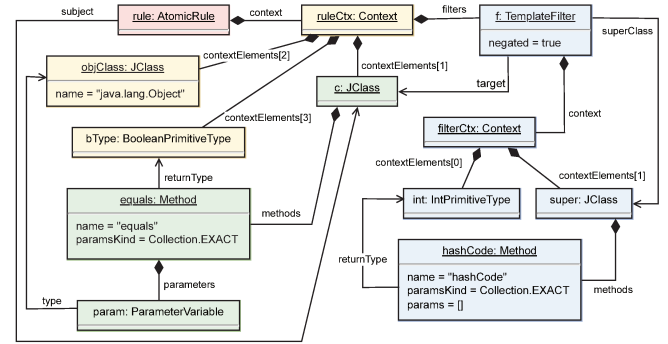 subject
rule: AtomicRule
context
ruleCtx: Context
filters
f: TemplateFilter
negated = true
superClass
objClass: JClass
name = "java.lang.Object"
contextElements[2]
contextElements[1]
c: JClass
target
context
contextElements[3]
bType: BooleanPrimitiveType
filterCtx: Context
contextElements[0]
contextElements[1]
returnType
equals: Method
name = "equals"
paramsKind = Collection.EXACT
methods
int: IntPrimitiveType
super: JClass
returnType
hashCode: Method
name = "hashCode"
paramsKind = Collection.EXACT
params = []
methods
parameters
type
param: ParameterVariable